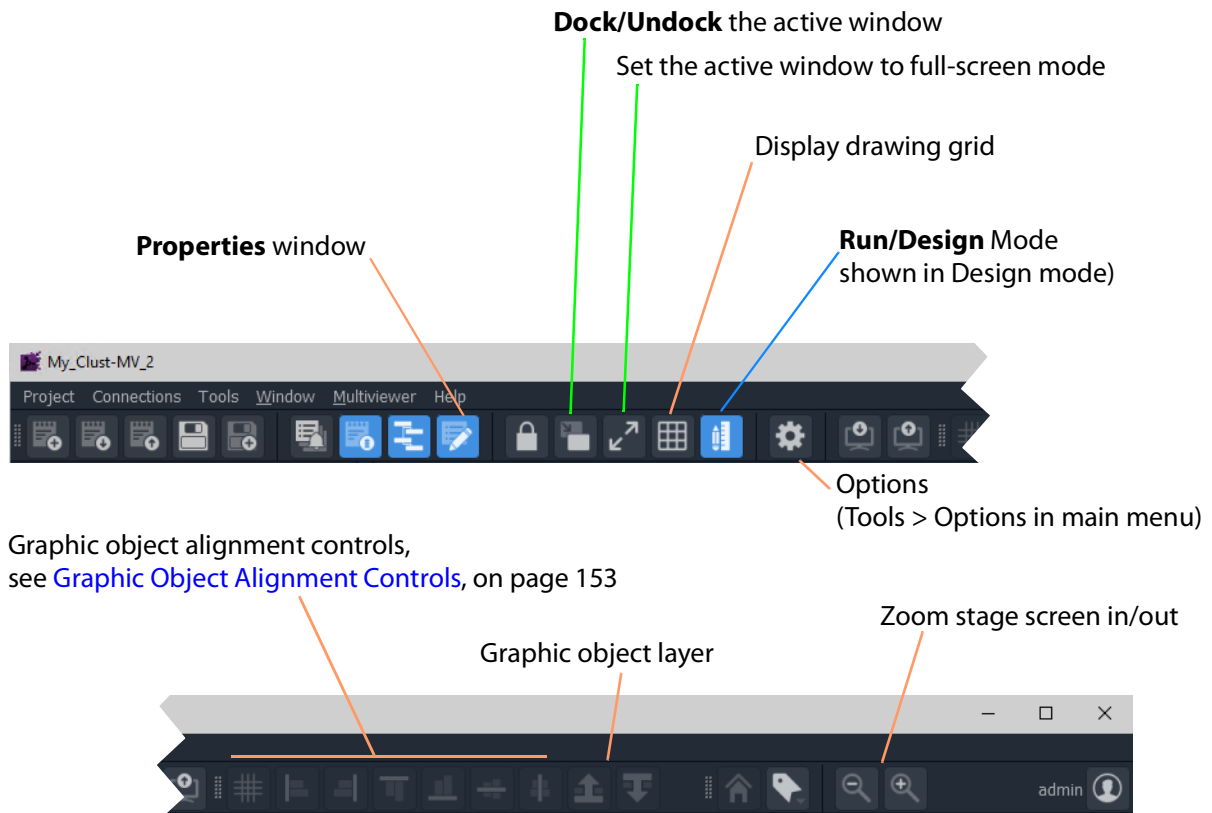 Dock/Undock the active window
Set the active window to full-screen mode
Display drawing grid
Properties window
Run/Design Mode
shown in Design mode)
My_Clust-MV_2
Project Connections Tools Window Multiviewer Help
Options
(Tools > Options in main menu)
Graphic object alignment controls,
see Graphic Object Alignment Controls, on page 153
Zoom stage screen in/out
Graphic object layer
admin